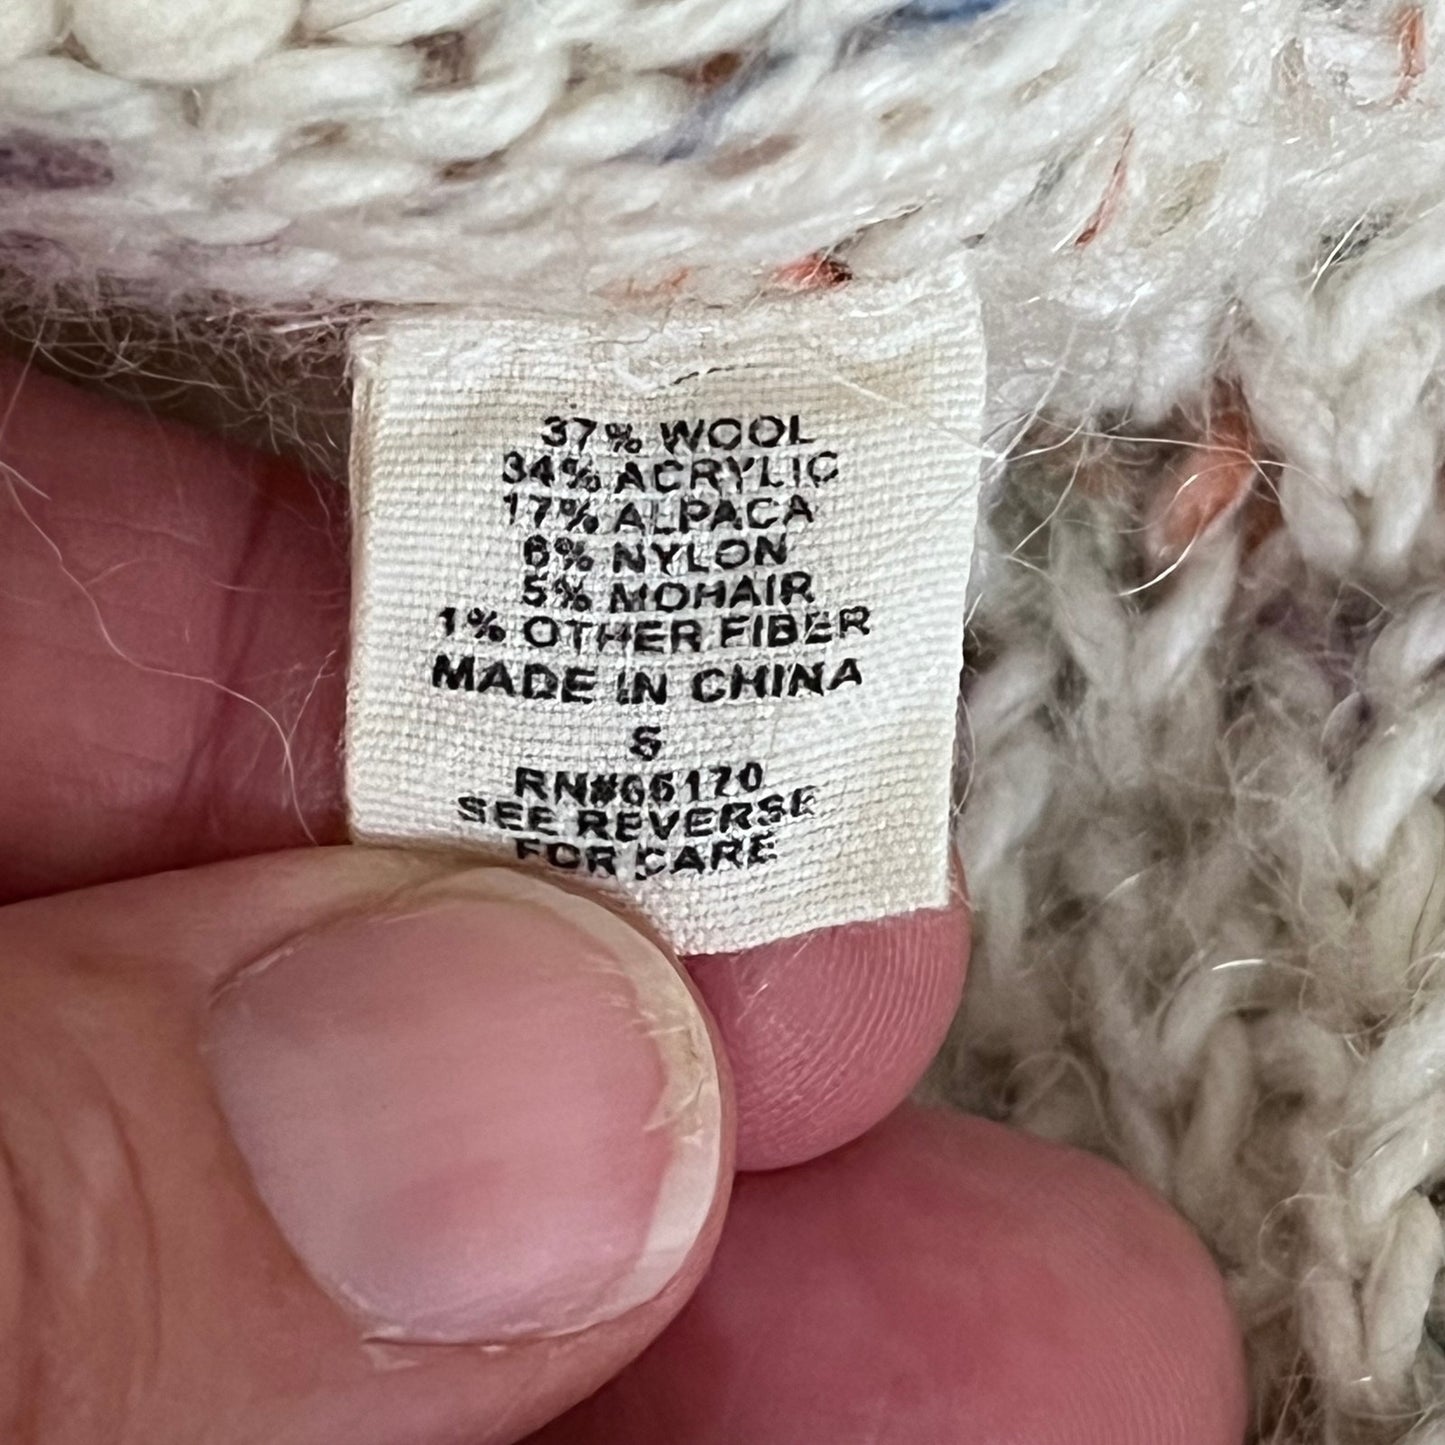 37% WOOL
34% ACRYLIC
17% ALPACA
6% NYLON
5% MOHAIR
1% OTHER FIBER
MADE IN CHINA
S
RN#66170
SEE REVERSE
FOR CARE